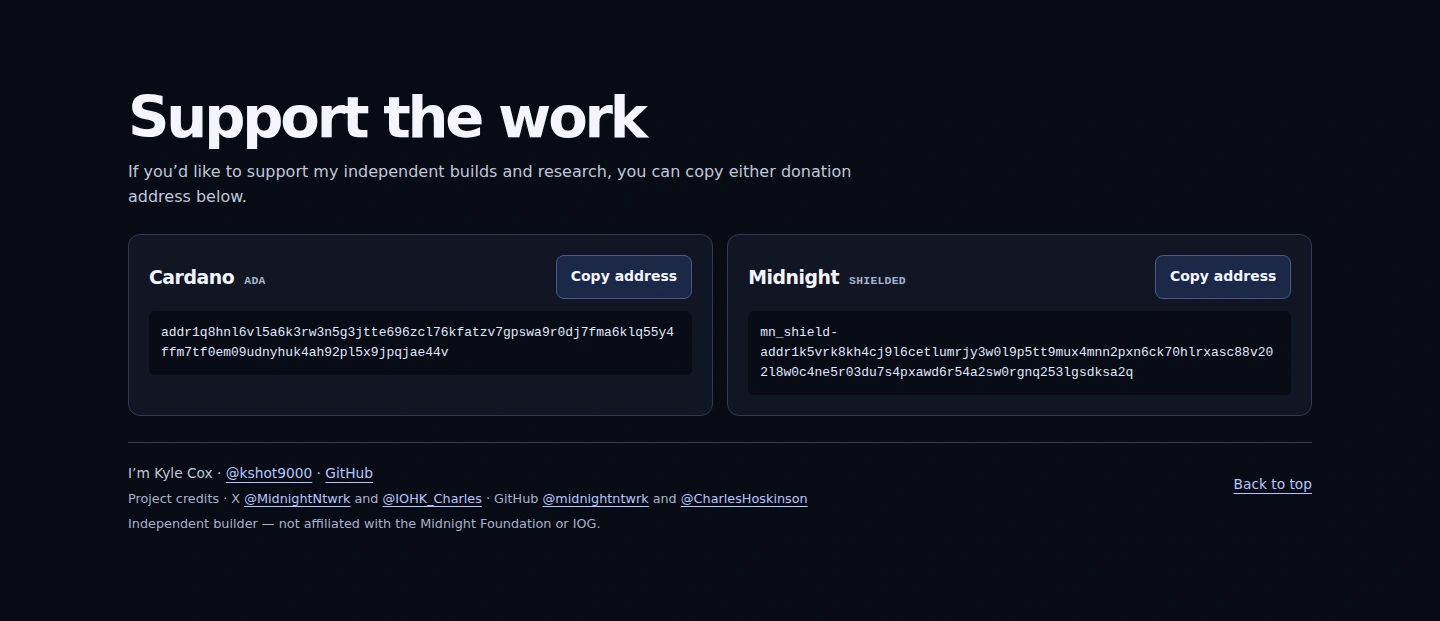 Support the work
If you’d like to support my independent builds and research, you can copy either donation
address below.
Cardano ADA
Copy address
addr1q8hnl6vl5a6k3rw3n5g3jtte696zcl76kfatzv7gpswa9r0dj7fma6klq55y4
ffm7tf0em09udnyhuk4ah92pl5x9jpqjae44v
Midnight SHIELDED
Copy address
mn_shield-
addr1k5vrk8kh4cj9l6cetlumrjy3w0l9p5tt9mux4mnn2pxn6ck70hlrxasc88v20
2l8w0c4ne5r03du7s4pxawd6r54a2sw0rgnq253lgsdksa2q
I’m Kyle Cox · @kshot9000 · GitHub
Project credits · X @MidnightNtwrk and @IOHK_Charles · GitHub @midnightntwrk and @CharlesHoskinson
Independent builder — not affiliated with the Midnight Foundation or IOG.
Back to top